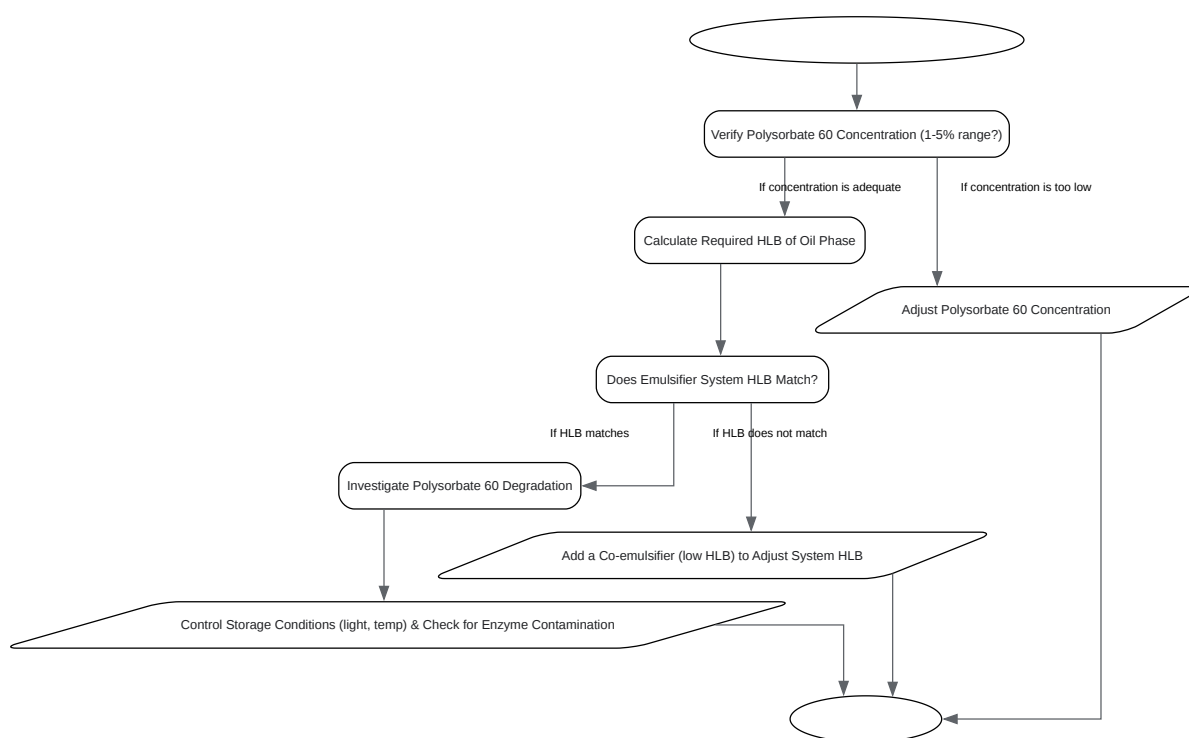 Verify Polysorbate 60 Concentration (1-5% range?)
If concentration is adequate
If concentration is too low
Calculate Required HLB of Oil Phase
Adjust Polysorbate 60 Concentration
Does Emulsifier System HLB Match?
If HLB matches
If HLB does not match
Investigate Polysorbate 60 Degradation
Add a Co-emulsifier (low HLB) to Adjust System HLB
Control Storage Conditions (light, temp) & Check for Enzyme Contamination